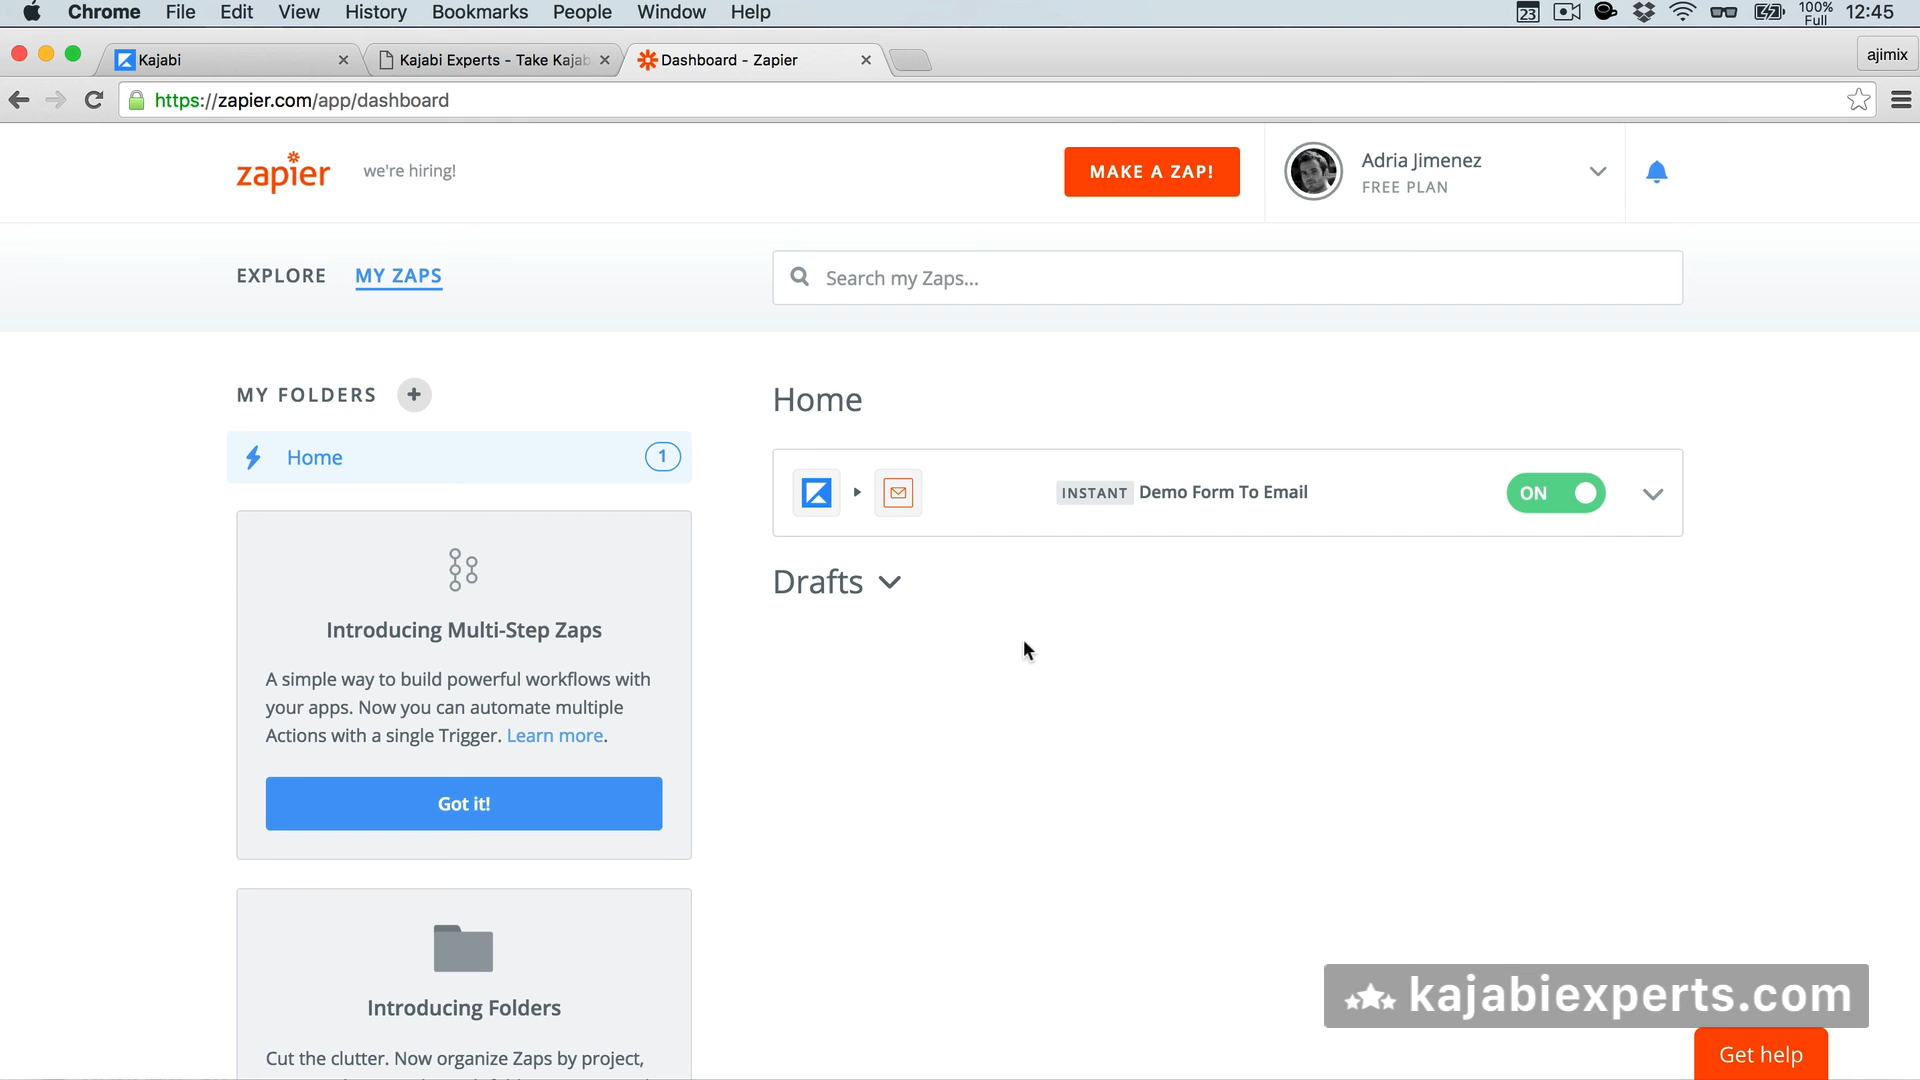 Chrome File Edit View History Bookmarks People Window Help
23 100% Full 12:45
Kajabi
Kajabi Experts - Take Kajab
Dashboard - Zapier
ajimix
https://zapier.com/app/dashboard
zapier we're hiring!
MAKE A ZAP!
Adria Jimenez
FREE PLAN
EXPLORE MY ZAPS
Search my Zaps...
MY FOLDERS +
Home 1
Home
INSTANT Demo Form To Email
ON
Drafts
Introducing Multi-Step Zaps
A simple way to build powerful workflows with
your apps. Now you can automate multiple
Actions with a single Trigger. Learn more.
Got it!
Introducing Folders
Cut the clutter. Now organize Zaps by project,
kajabiexperts.com
Get help